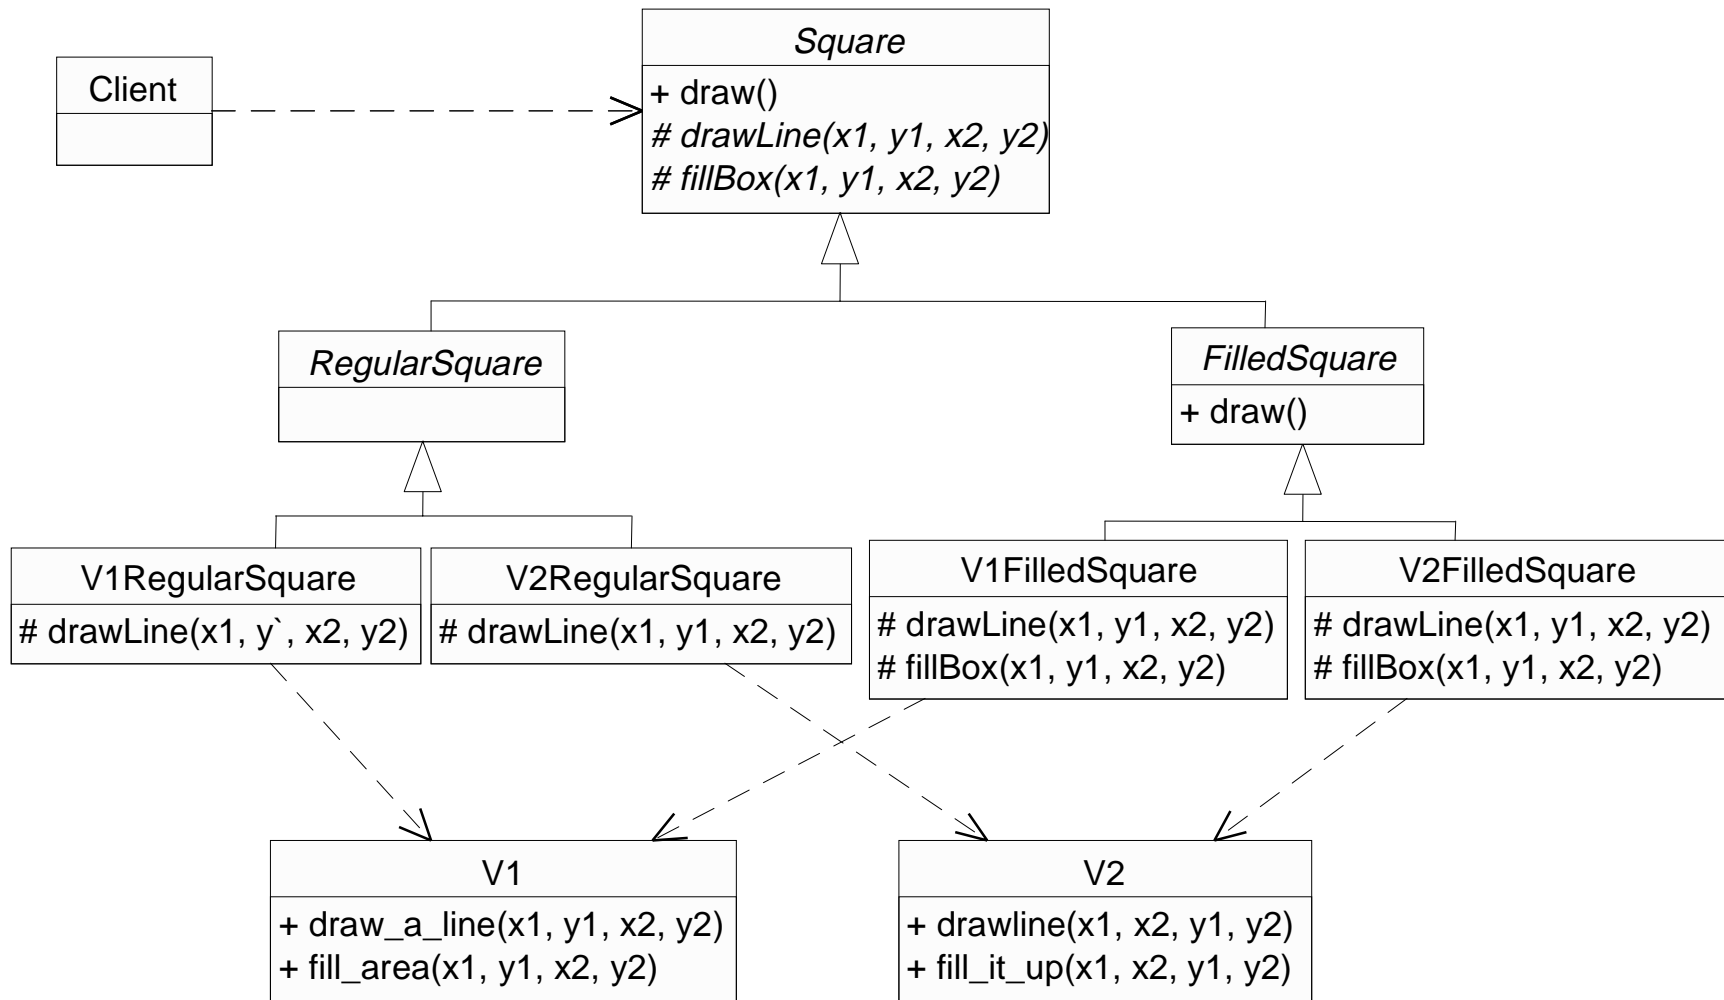 Square
+ draw()
# drawLine(x1, y1, x2, y2)
# fillBox(x1, y1, x2, y2)
Client
RegularSquare
FilledSquare
+ draw()
V1RegularSquare
# drawLine(x1, y`, x2, y2)
V2RegularSquare
# drawLine(x1, y1, x2, y2)
V1FilledSquare
# drawLine(x1, y1, x2, y2)
# fillBox(x1, y1, x2, y2)
V2FilledSquare
# drawLine(x1, y1, x2, y2)
# fillBox(x1, y1, x2, y2)
V1
+ draw_a_line(x1, y1, x2, y2)
+ fill_area(x1, y1, x2, y2)
V2
+ drawline(x1, x2, y1, y2)
+ fill_it_up(x1, x2, y1, y2)